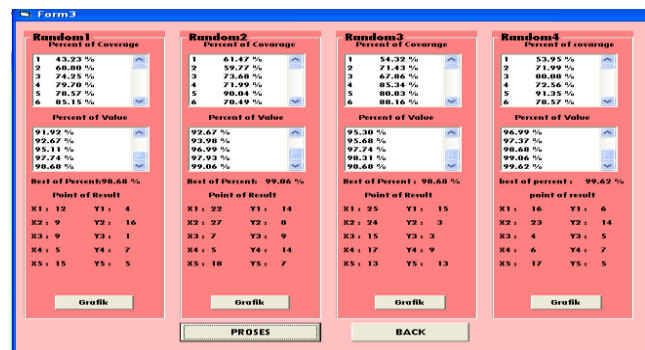 Form3
Random1
Percent of Coverage
1 43.23 %
2 68.80 %
3 74.25 %
4 79.70 %
5 78.57 %
6 85.15 %
Percent of Value
91.92 %
92.67 %
95.11 %
97.74 %
98.68 %
Best of Percent:98.68 %
Point of Result
X1 : 12 Y1 : 4
X2 : 9 Y2 : 16
X3 : 9 Y3 : 1
X4 : 5 Y4 : 7
X5 : 15 Y5 : 5
Grafik
Random2
Percent of Covarage
1 61.47 %
2 59.77 %
3 73.68 %
4 71.99 %
5 90.04 %
6 70.49 %
Percent of Value
92.67 %
93.98 %
96.99 %
97.93 %
99.06 %
Best of Percent: 99.06 %
Point of Result
X1 : 22 Y1 : 14
X2 : 27 Y2 : 8
X3 : 7 Y3 : 9
X4 : 5 Y4 : 14
X5 : 18 Y5 : 7
Grafik
Random3
Percent of Covarage
1 54.32 %
2 71.43 %
3 67.86 %
4 85.34 %
5 80.83 %
6 80.16 %
Percent of Value
95.30 %
95.68 %
97.74 %
98.31 %
98.68 %
Best of Percent : 98.68 %
Point of Result
X1 : 25 Y1 : 15
X2 : 24 Y2 : 3
X3 : 15 Y3 : 3
X4 : 17 Y4 : 9
X5 : 13 Y5 : 13
Grafik
Random4
Percent of covarage
1 53.95 %
2 71.99 %
3 80.08 %
4 72.56 %
5 91.35 %
6 78.57 %
Percent of Value
96.99 %
97.37 %
98.68 %
99.06 %
99.62 %
best of percent : 99.62 %
point of result
X1 : 16 Y1 : 6
X2 : 23 Y2 : 14
X3 : 4 Y3 : 5
X4 : 6 Y4 : 7
X5 : 17 Y5 : 5
Grafik
PROSES
BACK